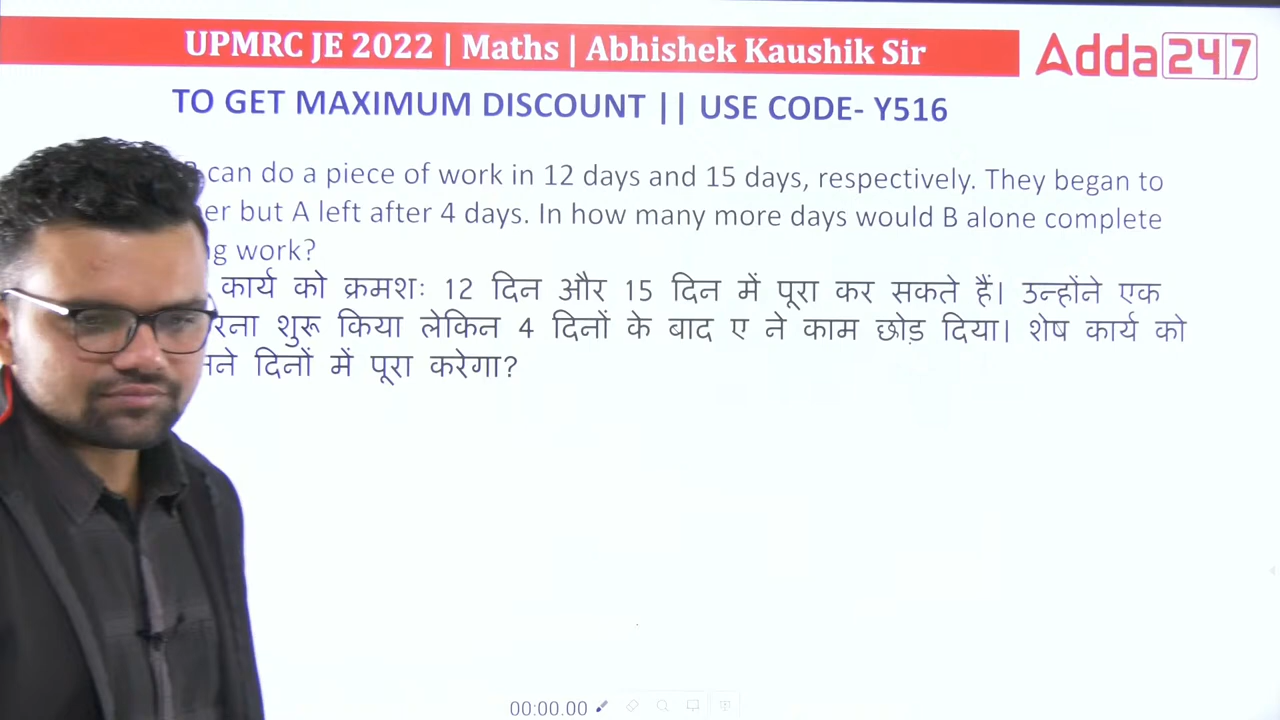 UPMRC JE 2022 | Maths | Abhishek Kaushik Sir
Adda247
TO GET MAXIMUM DISCOUNT || USE CODE- Y516
can do a piece of work in 12 days and 15 days, respectively. They began to
but A left after 4 days. In how many more days would B alone complete
work?
कार्य को क्रमशः 12 दिन और 15 दिन में पूरा कर सकते हैं। उन्होंने एक
शुरू किया लेकिन 4 दिनों के बाद ए ने काम छोड़ दिया। शेष कार्य को
दिनों में पूरा करेगा?
00:00.00